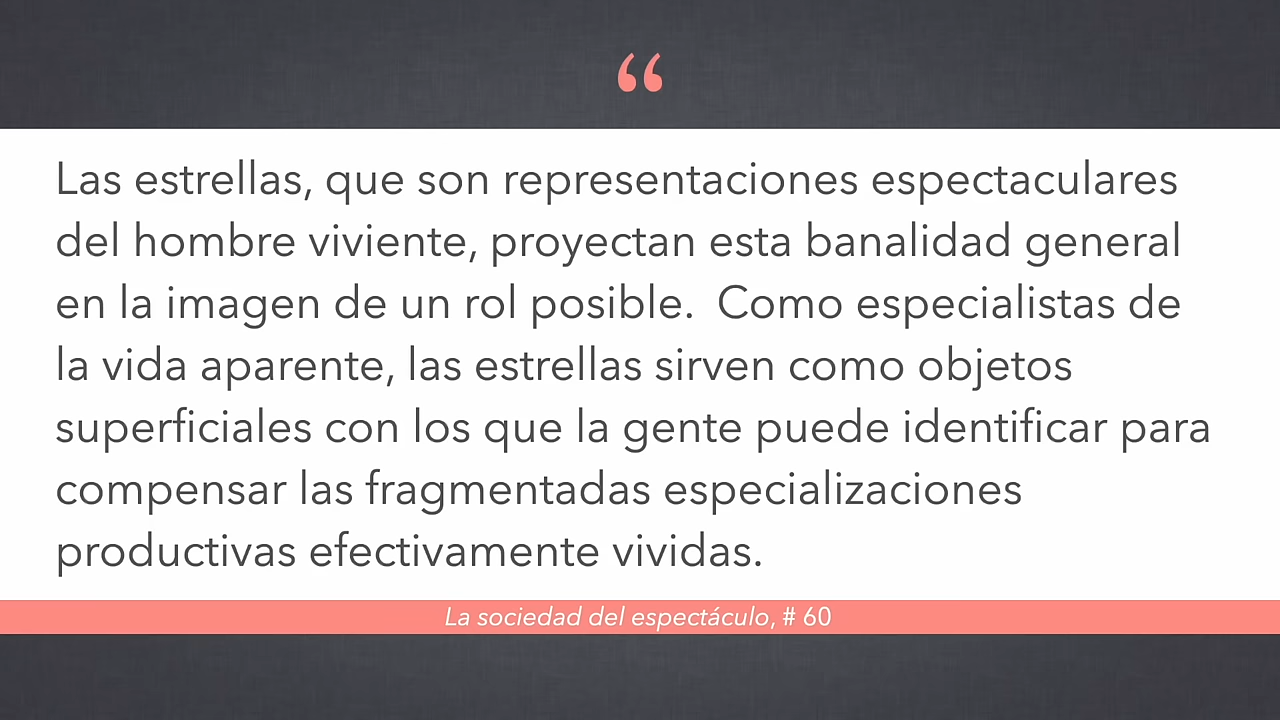 “
Las estrellas, que son representaciones espectaculares
del hombre viviente, proyectan esta banalidad general
en la imagen de un rol posible.  Como especialistas de
la vida aparente, las estrellas sirven como objetos
superficiales con los que la gente puede identificar para
compensar las fragmentadas especializaciones
productivas efectivamente vividas.
La sociedad del espectáculo, # 60